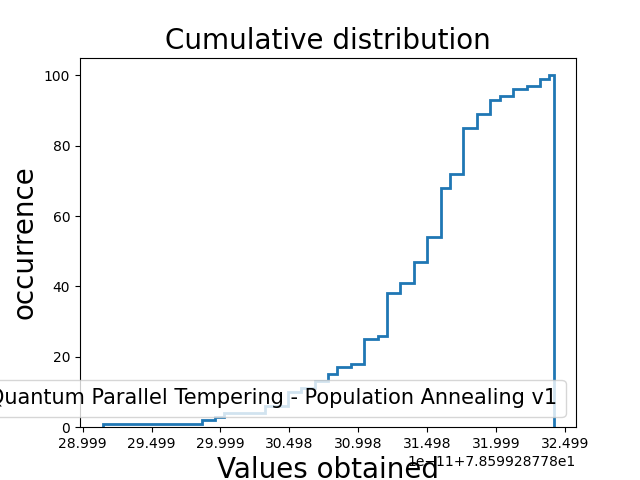 Cumulative distribution
occurrence
100
80
60
40
20
0
Quantum Parallel Tempering - Population Annealing v1
28.999 29.499 29.999 30.498 30.998 31.498 31.999 32.499
1e−11+7.859928778e1
Values obtained